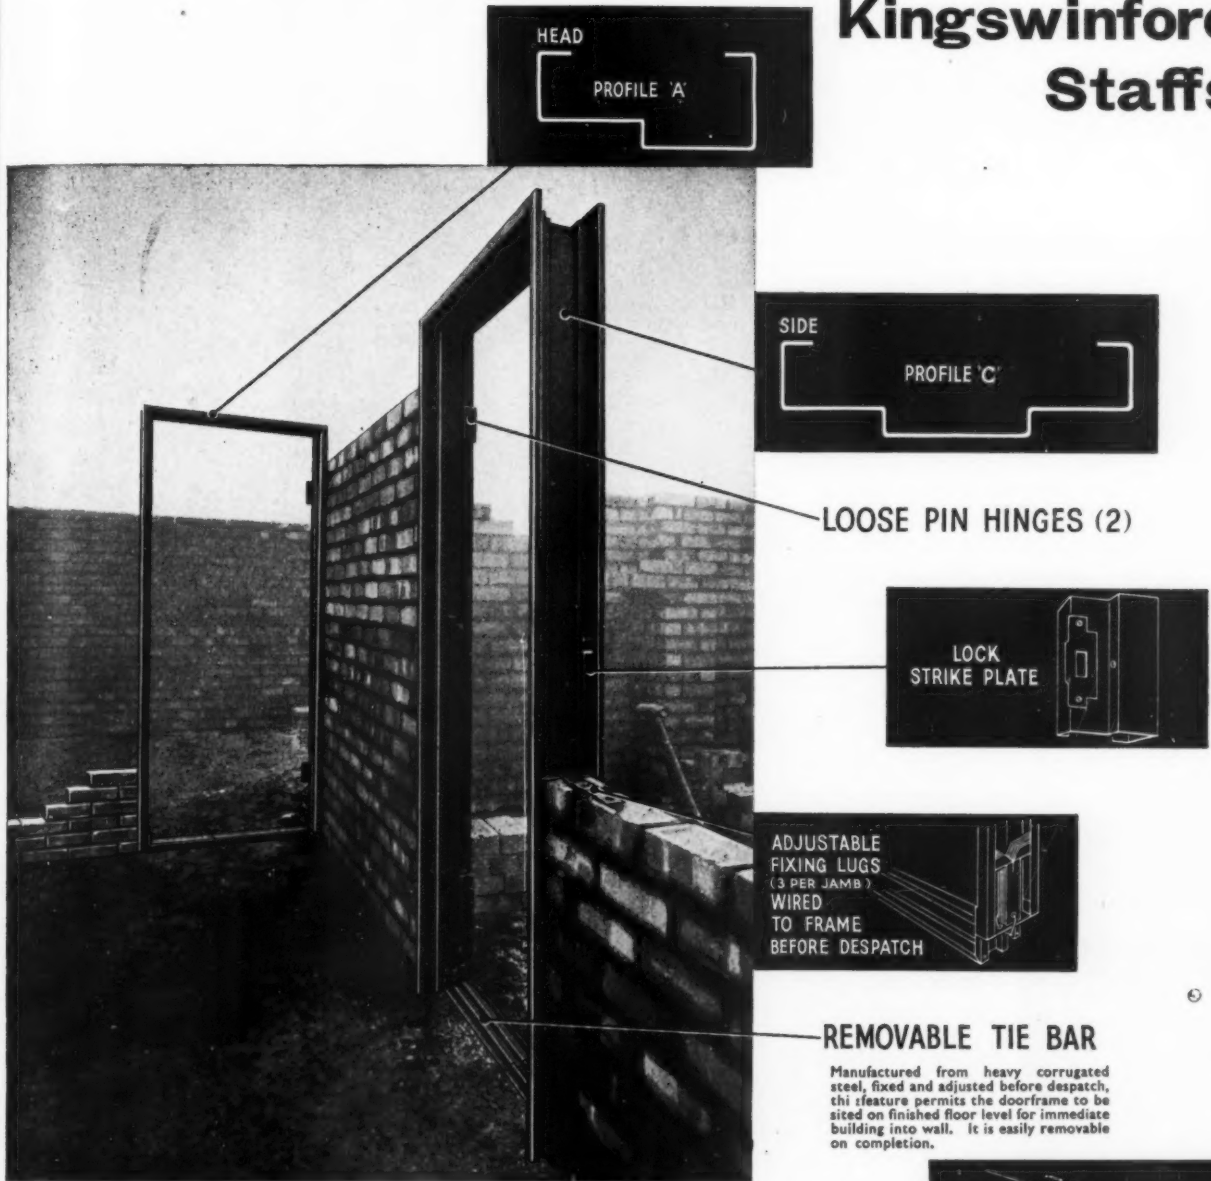 Kingswinford
Staffs
HEAD
PROFILE 'A'
SIDE
PROFILE 'C'
LOOSE PIN HINGES (2)
LOCK
STRIKE PLATE
ADJUSTABLE
FIXING LUGS
(3 PER JAMB)
WIRED
TO FRAME
BEFORE DESPATCH
REMOVABLE TIE BAR
Manufactured from heavy corrugated
steel, fixed and adjusted before despatch,
thi :feature permits the doorframe to be
sited on finished floor level for immediate
building into wall. It is easily removable
on completion.